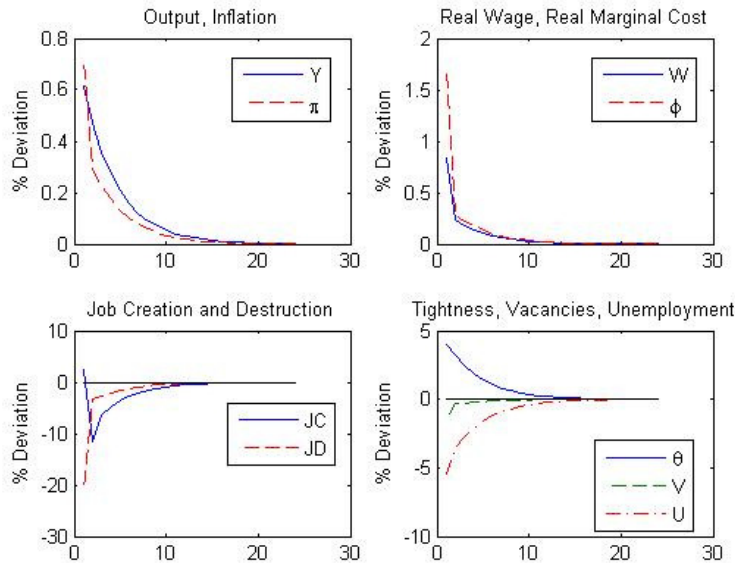 Output, Inflation
% Deviation
0.8
0.6
0.4
0.2
0
0
10
20
30
Y
π
Real Wage, Real Marginal Cost
% Deviation
2
1.5
1
0.5
0
0
10
20
30
W
ϕ
Job Creation and Destruction
% Deviation
10
0
-10
-20
-30
0
10
20
30
JC
JD
Tightness, Vacancies, Unemployment
% Deviation
5
0
-5
-10
0
10
20
30
θ
V
U